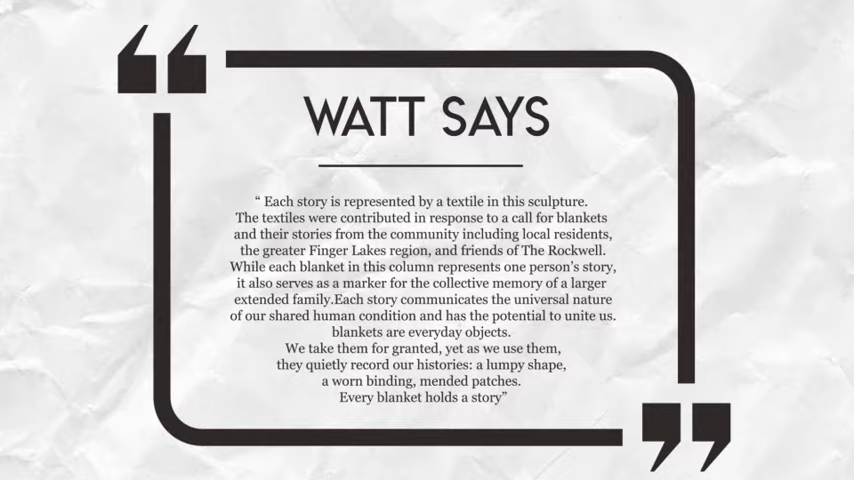 WATT SAYS
“ Each story is represented by a textile in this sculpture.
The textiles were contributed in response to a call for blankets
and their stories from the community including local residents,
the greater Finger Lakes region, and friends of The Rockwell.
While each blanket in this column represents one person’s story,
it also serves as a marker for the collective memory of a larger
extended family.Each story communicates the universal nature
of our shared human condition and has the potential to unite us.
blankets are everyday objects.
We take them for granted, yet as we use them,
they quietly record our histories: a lumpy shape,
a worn binding, mended patches.
Every blanket holds a story”